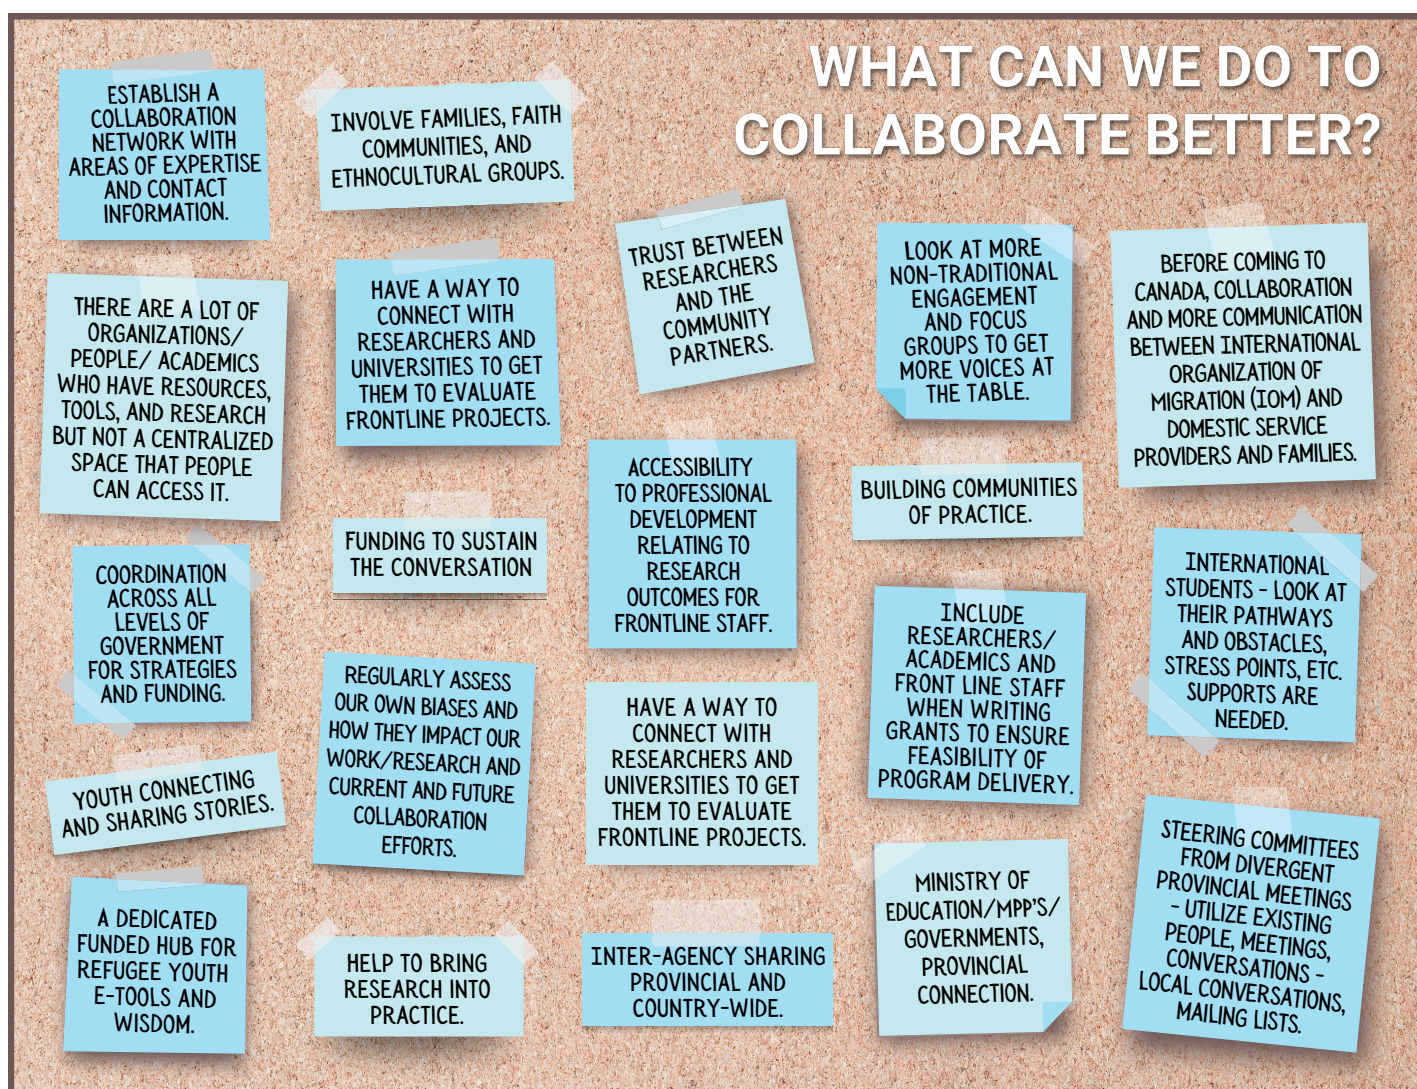 WHAT CAN WE DO TO
COLLABORATE BETTER?
ESTABLISH A
COLLABORATION
NETWORK WITH
AREAS OF EXPERTISE
AND CONTACT
INFORMATION.
INVOLVE FAMILIES, FAITH
COMMUNITIES, AND
ETHNOCULTURAL GROUPS.
TRUST BETWEEN
RESEARCHERS
AND THE
COMMUNITY
PARTNERS.
LOOK AT MORE
NON-TRADITIONAL
ENGAGEMENT
AND FOCUS
GROUPS TO GET
MORE VOICES AT
THE TABLE.
BEFORE COMING TO
CANADA, COLLABORATION
AND MORE COMMUNICATION
BETWEEN INTERNATIONAL
ORGANIZATION OF
MIGRATION (IOM) AND
DOMESTIC SERVICE
PROVIDERS AND FAMILIES.
THERE ARE A LOT OF
ORGANIZATIONS/
PEOPLE/ ACADEMICS
WHO HAVE RESOURCES,
TOOLS, AND RESEARCH
BUT NOT A CENTRALIZED
SPACE THAT PEOPLE
CAN ACCESS IT.
HAVE A WAY TO
CONNECT WITH
RESEARCHERS AND
UNIVERSITIES TO GET
THEM TO EVALUATE
FRONTLINE PROJECTS.
ACCESSIBILITY
TO PROFESSIONAL
DEVELOPMENT
RELATING TO
RESEARCH
OUTCOMES FOR
FRONTLINE STAFF.
BUILDING COMMUNITIES
OF PRACTICE.
FUNDING TO SUSTAIN
THE CONVERSATION
COORDINATION
ACROSS ALL
LEVELS OF
GOVERNMENT
FOR STRATEGIES
AND FUNDING.
INTERNATIONAL
STUDENTS - LOOK AT
THEIR PATHWAYS
AND OBSTACLES,
STRESS POINTS, ETC.
SUPPORTS ARE
NEEDED.
INCLUDE
RESEARCHERS/
ACADEMICS AND
FRONT LINE STAFF
WHEN WRITING
GRANTS TO ENSURE
FEASIBILITY OF
PROGRAM DELIVERY.
REGULARLY ASSESS
OUR OWN BIASES AND
HOW THEY IMPACT OUR
WORK/RESEARCH AND
CURRENT AND FUTURE
COLLABORATION
EFFORTS.
HAVE A WAY TO
CONNECT WITH
RESEARCHERS AND
UNIVERSITIES TO GET
THEM TO EVALUATE
FRONTLINE PROJECTS.
YOUTH CONNECTING
AND SHARING STORIES.
STEERING COMMITTEES
FROM DIVERGENT
PROVINCIAL MEETINGS
- UTILIZE EXISTING
PEOPLE, MEETINGS,
CONVERSATIONS -
LOCAL CONVERSATIONS,
MAILING LISTS.
MINISTRY OF
EDUCATION/MPP'S/
GOVERNMENTS,
PROVINCIAL
CONNECTION.
A DEDICATED
FUNDED HUB FOR
REFUGEE YOUTH
E-TOOLS AND
WISDOM.
HELP TO BRING
RESEARCH INTO
PRACTICE.
INTER-AGENCY SHARING
PROVINCIAL AND
COUNTRY-WIDE.